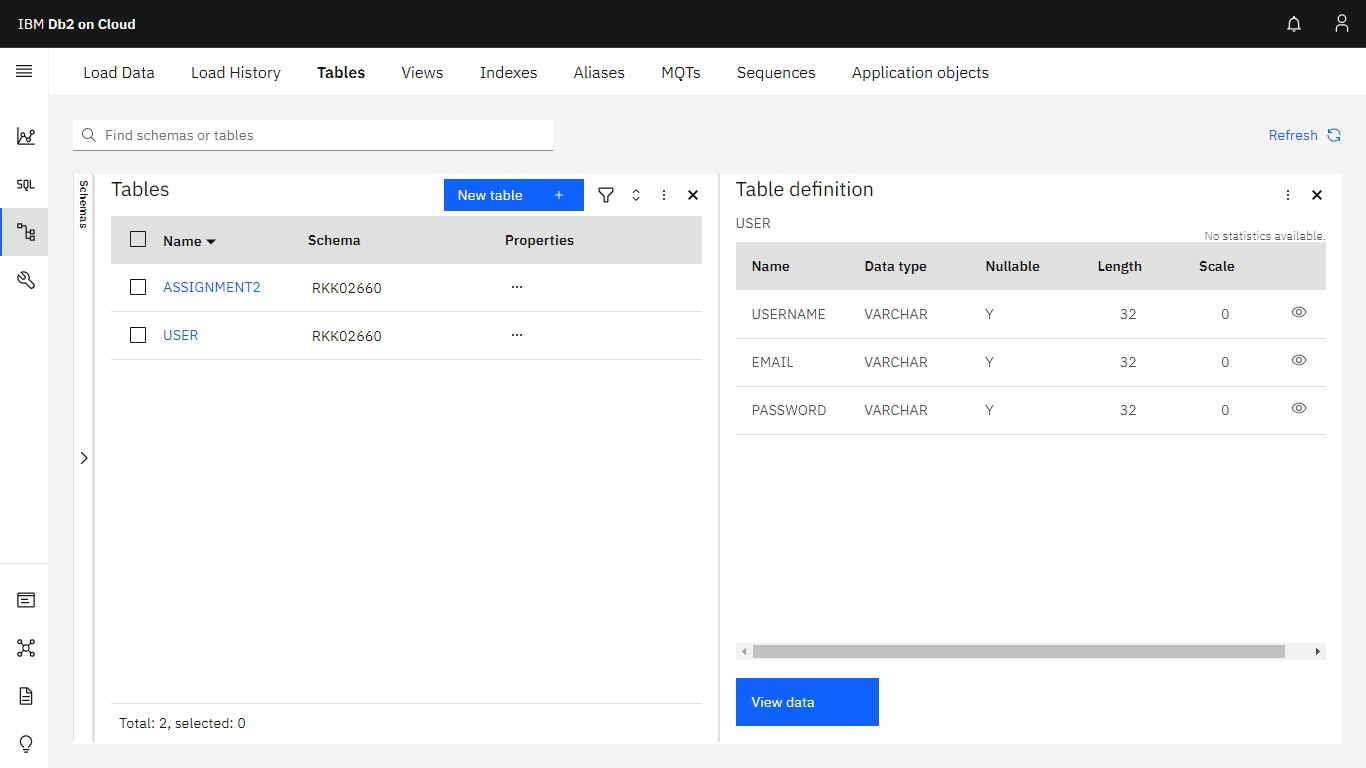 IBM Db2 on Cloud
Load Data Load History Tables Views Indexes Aliases MQTs Sequences Application objects
SQL
Find schemas or tables
Refresh
Schemas
Tables
New table +
Name Schema Properties
ASSIGNMENT2 RKK02660 ...
USER RKK02660 ...
Total: 2, selected: 0
Table definition
USER
No statistics available.
Name Data type Nullable Length Scale
USERNAME VARCHAR Y 32 0
EMAIL VARCHAR Y 32 0
PASSWORD VARCHAR Y 32 0
View data